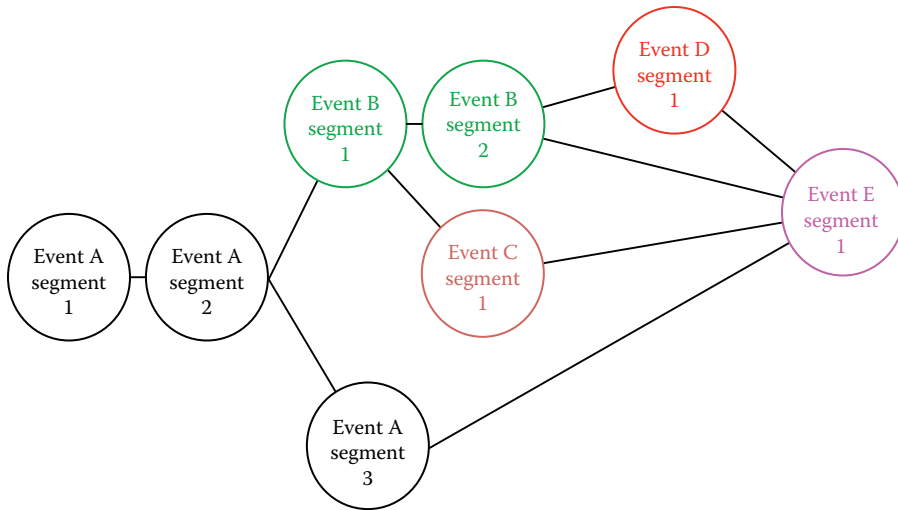 Event D
segment
1
Event B
segment
1
Event B
segment
2
Event E
segment
1
Event A
segment
1
Event A
segment
2
Event C
segment
1
Event A
segment
3